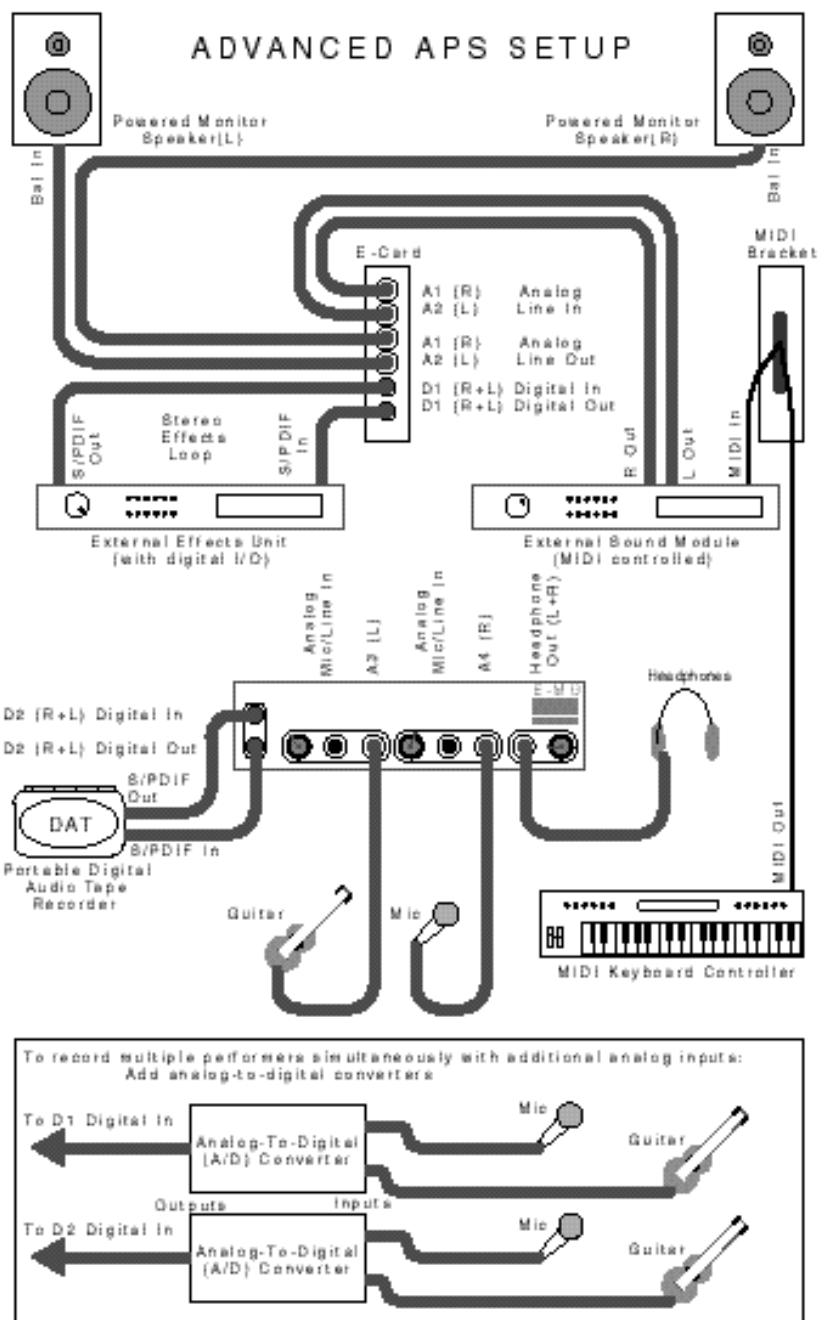 ADVANCED APS SETUP
Powered Monitor
Speaker(L)
Powered Monitor
Speaker(R)
Bal In
Bal In
MIDI
Bracket
E-Card
A1 (R) Analog
A2 (L) Line In
A1 (R) Analog
A2 (L) Line Out
D1 (R+L) Digital In
D1 (R+L) Digital Out
S/PDIF
Out
Stereo
Effects
Loop
S/PDIF
In
R Out
L Out
MIDI In
External Effects Unit
(with digital I/O)
External Sound Module
(MIDI controlled)
Analog
Mic/Line In
A3 (L)
Analog
Mic/Line In
A4 (R)
Headphone
Out (L+R)
E-MU
Headphones
D2 (R+L) Digital In
D2 (R+L) Digital Out
S/PDIF
Out
DAT
S/PDIF In
Portable Digital
Audio Tape
Recorder
Guitar
Mic
MIDI Out
MIDI Keyboard Controller
To record multiple performers simultaneously with additional analog inputs:
Add analog-to-digital converters
To D1 Digital In
Analog-To-Digital
(A/D) Converter
Mic
Guitar
Outputs
Inputs
To D2 Digital In
Analog-To-Digital
(A/D) Converter
Mic
Guitar